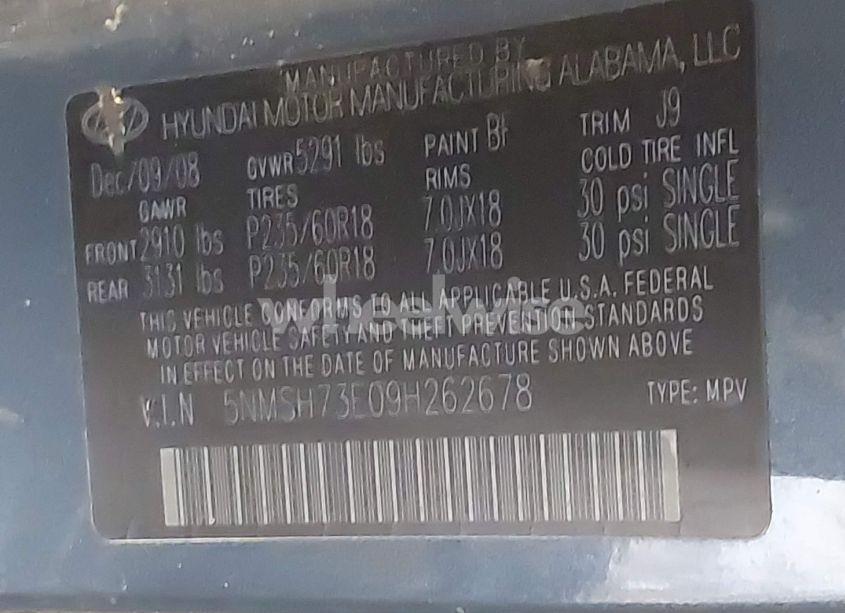 MANUFACTURED BY
HYUNDAI MOTOR MANUFACTURING ALABAMA, LLC
Dec/09/08 GVWR 5291 lbs PAINT Bf TRIM J9
GAWR TIRES RIMS COLD TIRE INFL
FRONT 2910 lbs P235/60R18 7.0JX18 30 psi SINGLE
REAR 3131 lbs P235/60R18 7.0JX18 30 psi SINGLE
THIS VEHICLE CONFORMS TO ALL APPLICABLE U.S.A. FEDERAL
wheelwise
MOTOR VEHICLE SAFETY AND THEFT PREVENTION STANDARDS
IN EFFECT ON THE DATE OF MANUFACTURE SHOWN ABOVE
V.I.N 5NMSH73E09H262678 TYPE: MPV